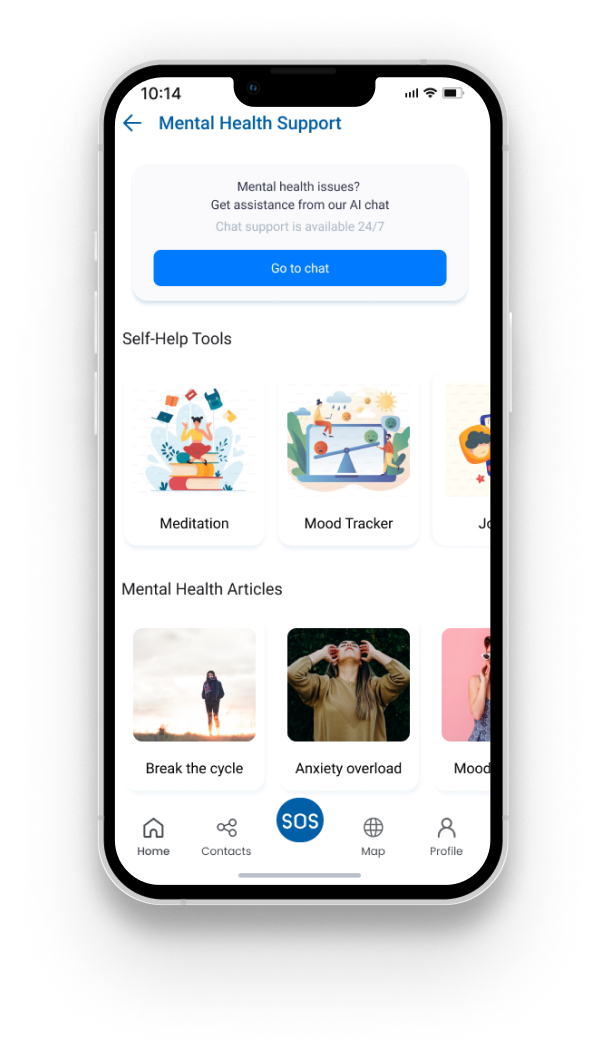 10:14
Mental Health Support
Mental health issues?
Get assistance from our AI chat
Chat support is available 24/7
Go to chat
Self-Help Tools
Meditation
Mood Tracker
Jo
Mental Health Articles
Break the cycle
Anxiety overload
Mood
SOS
Home
Contacts
Map
Profile